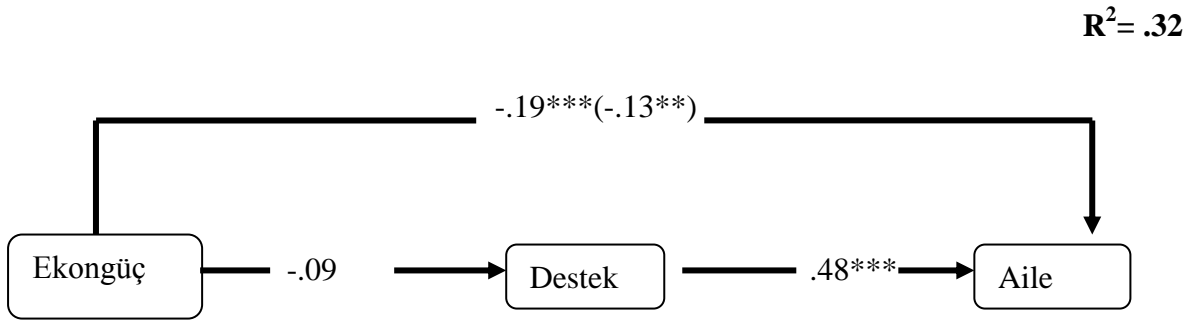 R²= .32
-.19***(-.13**)
Ekongüç
-.09
Destek
.48***
Aile